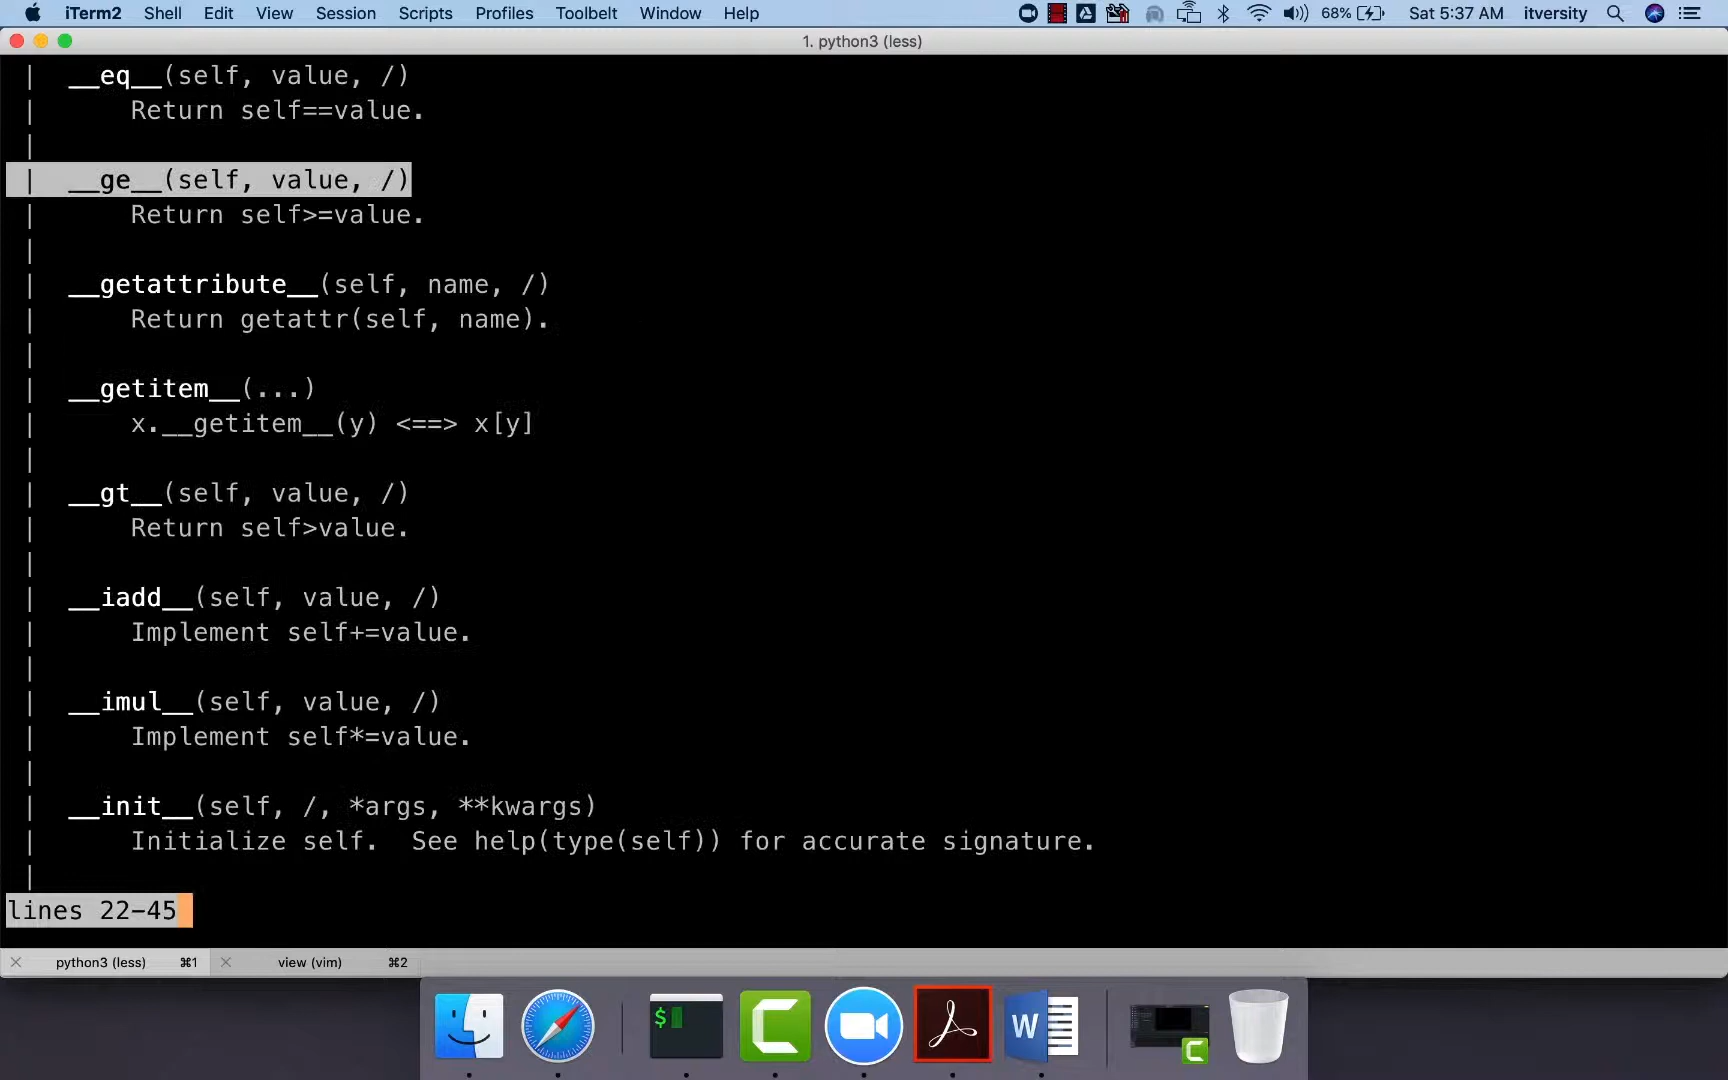 iTerm2 Shell Edit View Session Scripts Profiles Toolbelt Window Help 68% Sat 5:37 AM itversity
1. python3 (less)
| __eq__(self, value, /)
| Return self==value.
|
| __ge__(self, value, /)
| Return self>=value.
|
| __getattribute__(self, name, /)
| Return getattr(self, name).
|
| __getitem__(...)
| x.__getitem__(y) <==> x[y]
|
| __gt__(self, value, /)
| Return self>value.
|
| __iadd__(self, value, /)
| Implement self+=value.
|
| __imul__(self, value, /)
| Implement self*=value.
|
| __init__(self, /, *args, **kwargs)
| Initialize self.  See help(type(self)) for accurate signature.
|
lines 22-45
python3 (less) ⌘1 view (vim) ⌘2
$ W